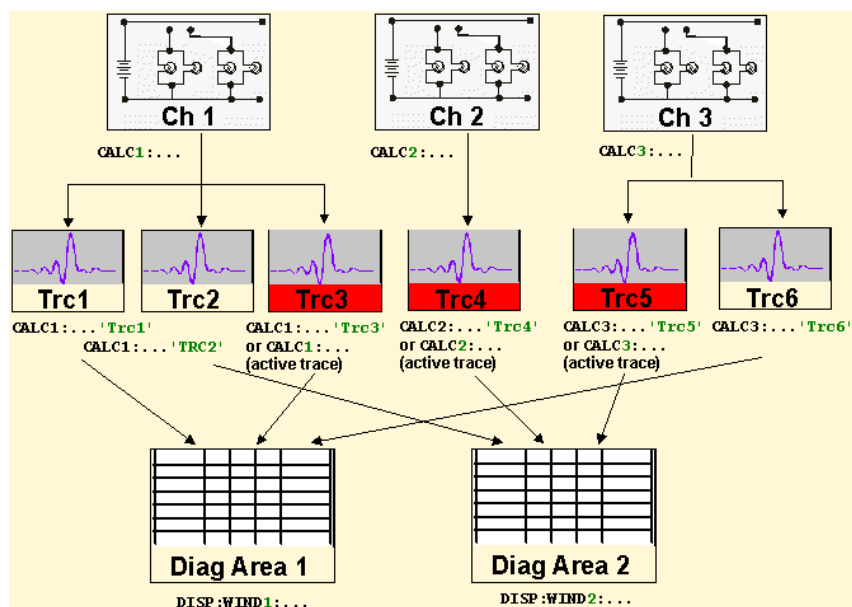 Ch 1 Ch 2 Ch 3
CALC1:... CALC2:... CALC3:...
Trc1 Trc2 Trc3 Trc4 Trc5 Trc6
CALC1:...'Trc1'
CALC1:...'TRC2'
CALC1:...'Trc3'
or CALC1:...
(active trace)
CALC2:...'Trc4'
or CALC2:...
(active trace)
CALC3:...'Trc5'
or CALC3:...
(active trace)
CALC3:...'Trc6'
Diag Area 1 Diag Area 2
DISP:WIND1:... DISP:WIND2:...